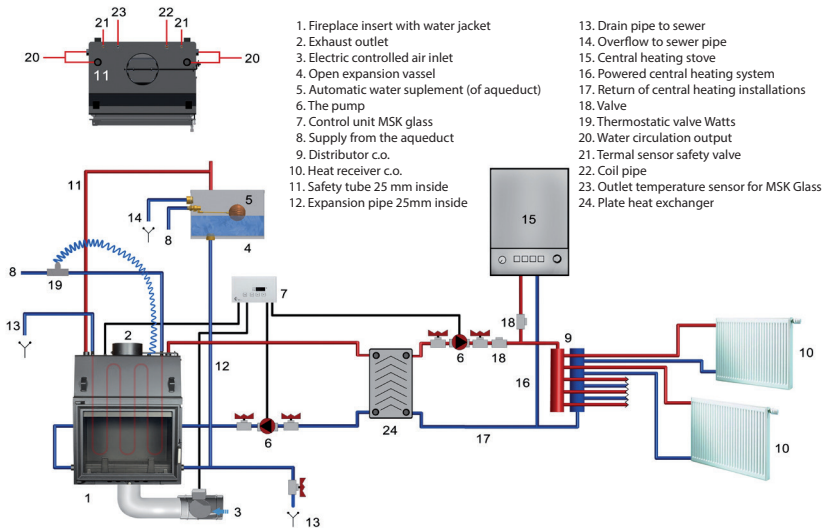 22
21
23
21
20
20
11
1. Fireplace insert with water jacket
2. Exhaust outlet
3. Electric controlled air inlet
4. Open expansion vassel
5. Automatic water suplement (of aqueduct)
6. The pump
7. Control unit MSK glass
8. Supply from the aqueduct
9. Distributor c.o.
10. Heat receiver c.o.
11. Safety tube 25 mm inside
12. Expansion pipe 25mm inside
13. Drain pipe to sewer
14. Overflow to sewer pipe
15. Central heating stove
16. Powered central heating system
17. Return of central heating installations
18. Valve
19. Thermostatic valve Watts
20. Water circulation output
21. Termal sensor safety valve
22. Coil pipe
23. Outlet temperature sensor for MSK Glass
24. Plate heat exchanger
11
5
14
8
4
15
8
19
7
13
2
18
9
6
18
10
12
16
24
17
6
10
1
3
13